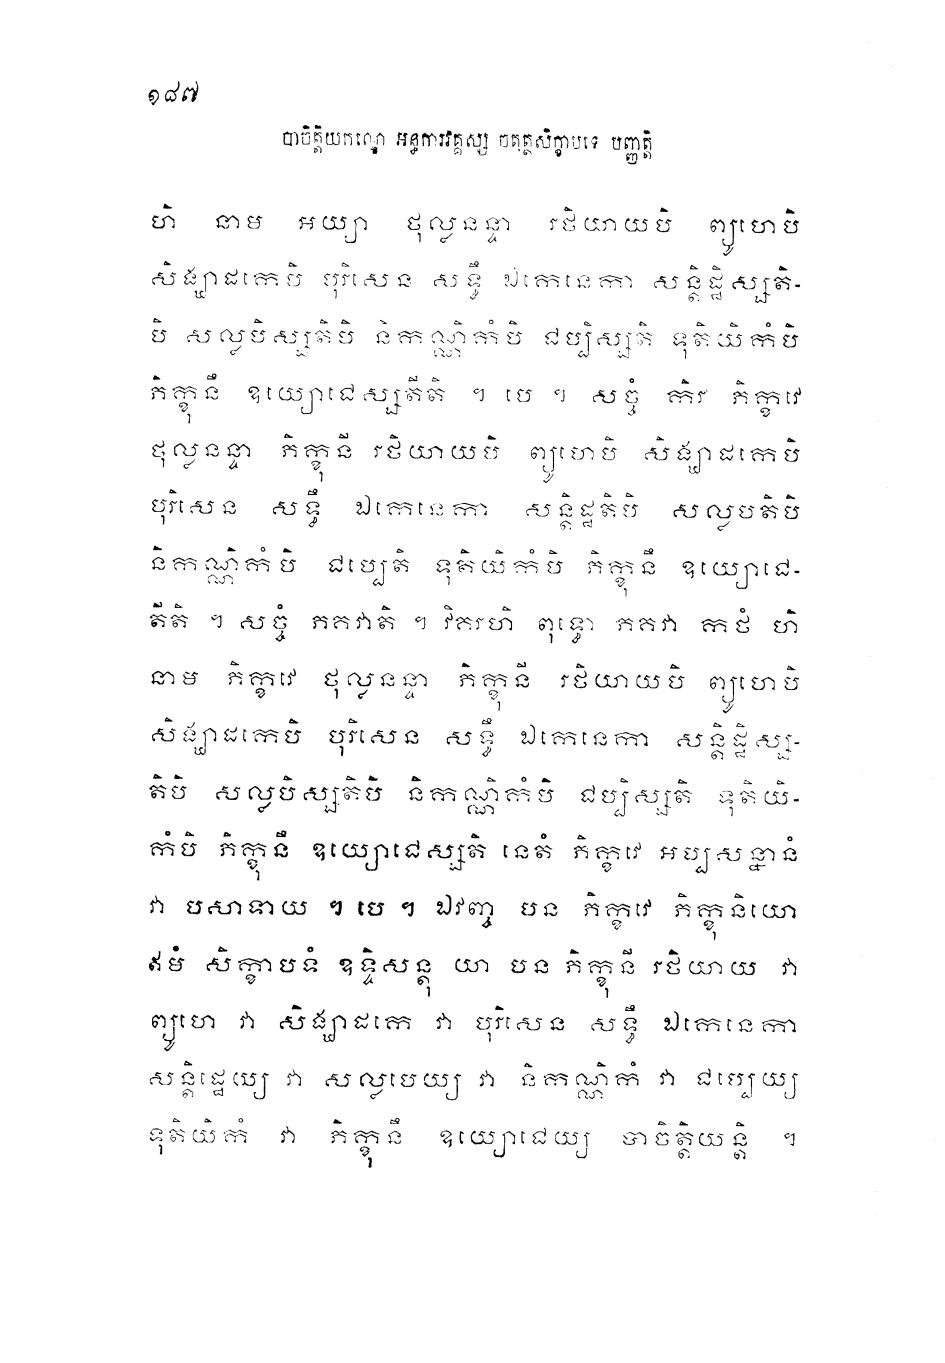 ១៨៧
បាចិត្តិយកណ្ឌេ អន្ធការវគ្គស្ស ចតុត្ថសិក្ខាបទេ បញ្ញត្តិ
ហិ នាម អយ្យា ថុល្លនន្ទា រថិយាយបិ ព្យូហេបិ
សិង្ឃាដកេបិ បុរិសេន សទ្ធឹ ឯកេនេកា សន្តិដ្ឋិស្សតិ-
បិ សល្លបិស្សតិបិ និកណ្ណិកំបិ ជប្បិស្សតិ ទុតិយិកំបិ
ភិក្ខុនឹ ឧយ្យោជេស្សតីតិ ។ បេ ។ សច្ចំ កិរ ភិក្ខវេ
ថុល្លនន្ទា ភិក្ខុនី រថិយាយបិ ព្យូហេបិ សិង្ឃាដកេបិ
បុរិសេន សទ្ធឹ ឯកេនេកា សន្តិដ្ឋតិបិ សល្លបតិបិ
និកណ្ណិកំបិ ជប្បេតិ ទុតិយិកំបិ ភិក្ខុនឹ ឧយ្យោជេ-
តីតិ ។ សច្ចំ ភគវាតិ ។ វិគរហិ ពុទ្ធោ ភគវា កថំ ហិ
នាម ភិក្ខវេ ថុល្លនន្ទា ភិក្ខុនី រថិយាយបិ ព្យូហេបិ
សិង្ឃាដកេបិ បុរិសេន សទ្ធឹ ឯកេនេកា សន្តិដ្ឋិស្ស-
តិបិ សល្លបិស្សតិបិ និកណ្ណិកំបិ ជប្បិស្សតិ ទុតិយិ-
កំបិ ភិក្ខុនឹ ឧយ្យោជេស្សតិ នេតំ ភិក្ខវេ អប្បសន្នានំ
វា បសាទាយ ។ បេ ។ ឯវញ្ច បន ភិក្ខវេ ភិក្ខុនិយោ
ឥមំ សិក្ខាបទំ ឧទ្ទិសន្តុ យា បន ភិក្ខុនី រថិយាយ វា
ព្យូហេ វា សិង្ឃាដកេ វា បុរិសេន សទ្ធឹ ឯកេនេកា
សន្តិដ្ឋេយ្យ វា សល្លបេយ្យ វា និកណ្ណិកំ វា ជប្បេយ្យ
ទុតិយិកំ វា ភិក្ខុនឹ ឧយ្យោជេយ្យ បាចិត្តិយន្តិ ។